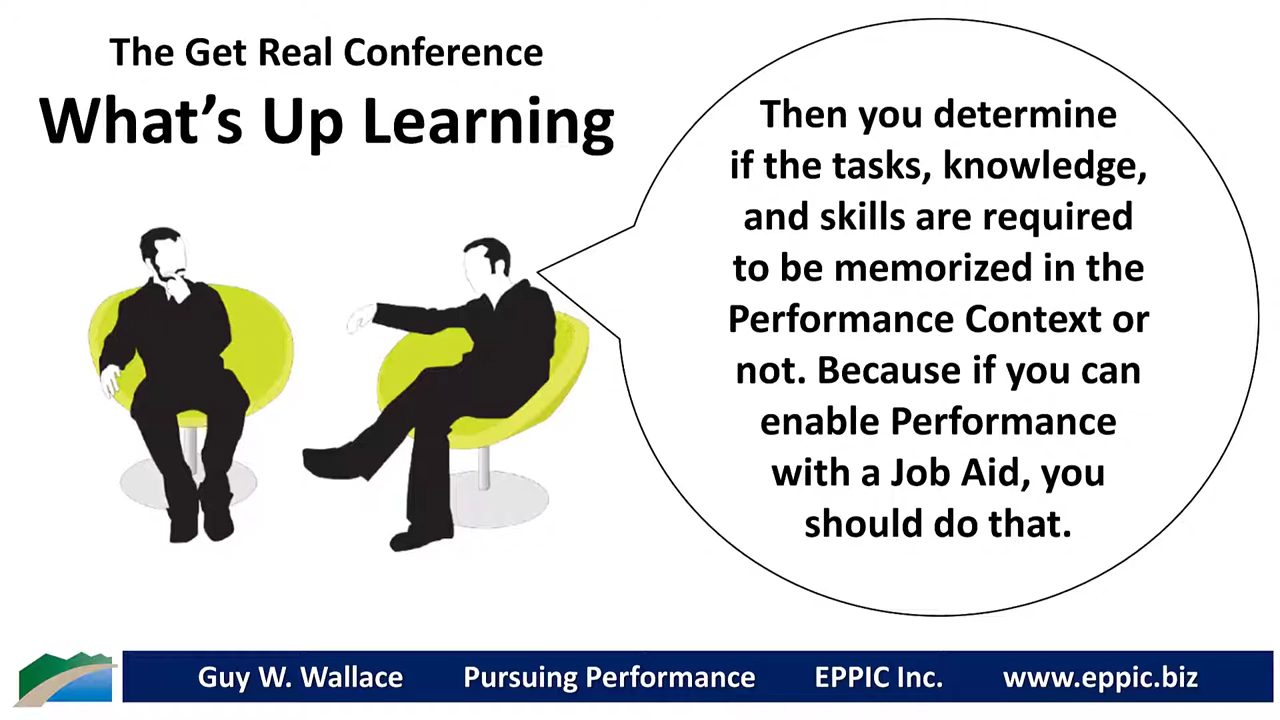 The Get Real Conference
What's Up Learning
Then you determine
if the tasks, knowledge,
and skills are required
to be memorized in the
Performance Context or
not. Because if you can
enable Performance
with a Job Aid, you
should do that.
Guy W. Wallace Pursuing Performance EPPIC Inc. www.eppic.biz